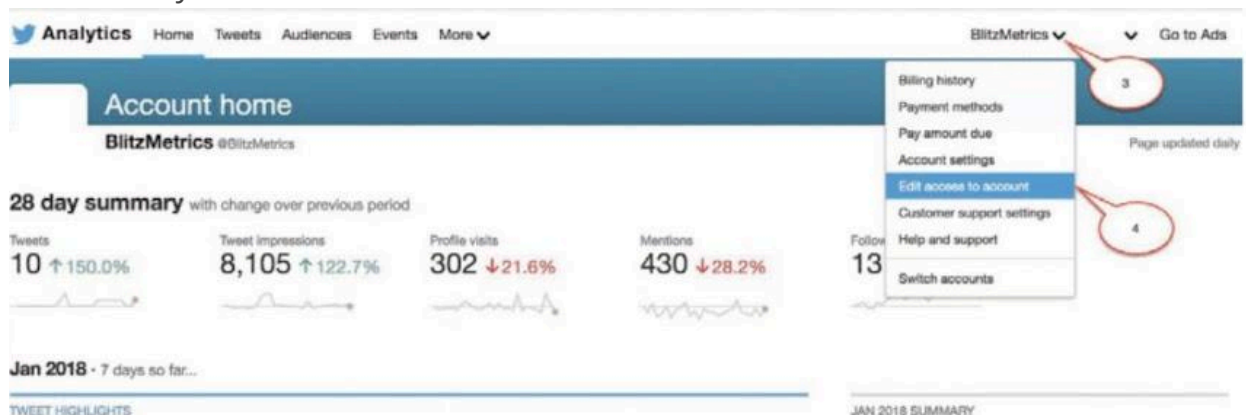 Analytics Home Tweets Audiences Events More BlitzMetrics Go to Ads
Billing history
3
Account home
Payment methods
Pay amount due
BlitzMetrics @BlitzMetrics
Page updated daily
Account settings
Edit access to account
28 day summary with change over previous period
Customer support settings
4
Tweets Tweet impressions Profile visits Mentions Follow
Help and support
10 ↑150.0% 8,105 ↑122.7% 302 ↓21.6% 430 ↓28.2% 13
Switch accounts
Jan 2018 · 7 days so far...
TWEET HIGHLIGHTS JAN 2018 SUMMARY